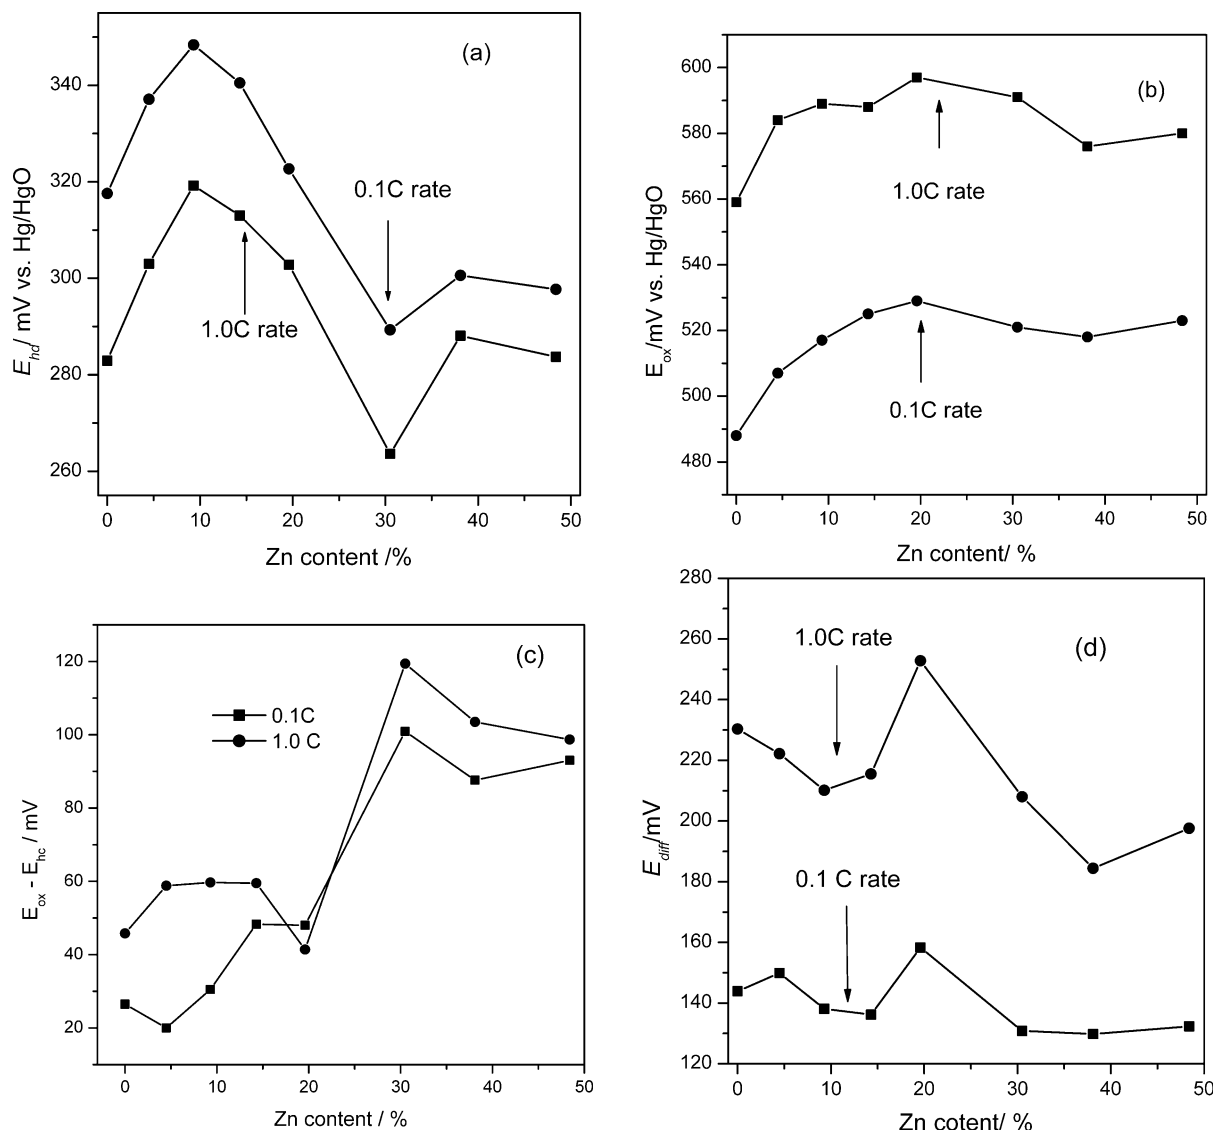 (a)
340
320
300
280
260
E_hd/ mV vs. Hg/HgO
0.1C rate
1.0C rate
0 10 20 30 40 50
Zn content /%
(b)
600
580
560
540
520
500
480
E_ox/mV vs. Hg/HgO
1.0C rate
0.1C rate
0 10 20 30 40 50
Zn content/ %
(c)
120
100
80
60
40
20
E_ox - E_hc / mV
0.1C
1.0 C
0 10 20 30 40 50
Zn content / %
(d)
280
260
240
220
200
180
160
140
120
E_diff/mV
1.0C rate
0.1 C rate
0 10 20 30 40 50
Zn cotent/ %